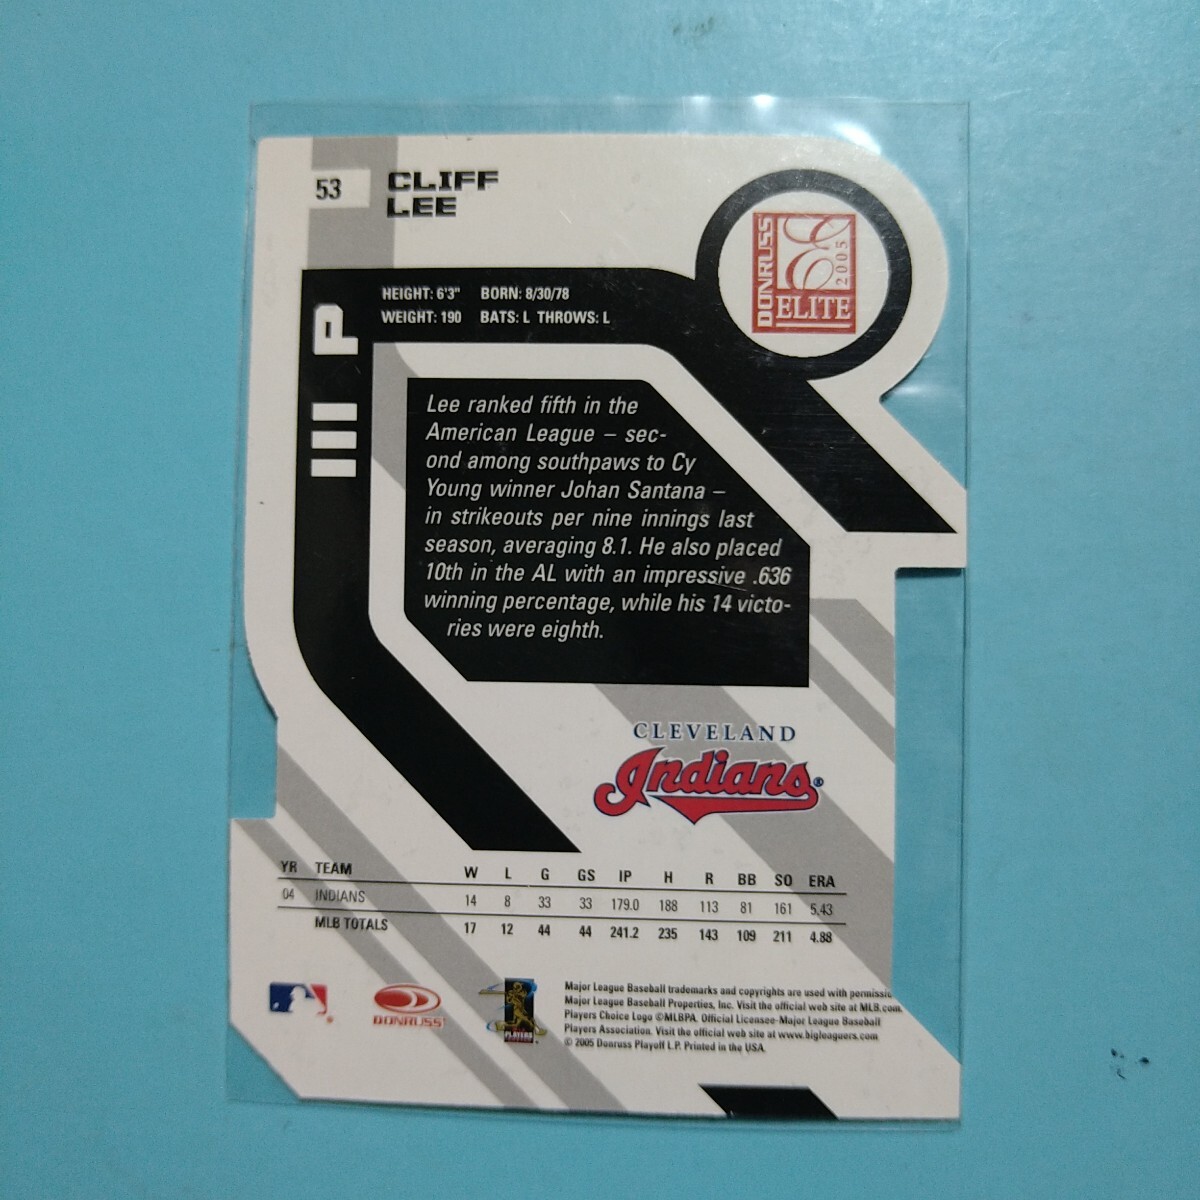 53
CLIFF
LEE
DONRUSS
ELITE
2005
HEIGHT: 6'3" BORN: 8/30/78
WEIGHT: 190 BATS: L THROWS: L
P
Lee ranked fifth in the
American League – sec-
ond among southpaws to Cy
Young winner Johan Santana –
in strikeouts per nine innings last
season, averaging 8.1. He also placed
10th in the AL with an impressive .636
winning percentage, while his 14 victo-
ries were eighth.
CLEVELAND
Indians®
YR TEAM W L G GS IP H R BB SO ERA
04 INDIANS 14 8 33 33 179.0 188 113 81 161 5.43
MLB TOTALS 17 12 44 44 241.2 235 143 109 211 4.88
DONRUSS
PLAYERS
Major League Baseball trademarks and copyrights are used with permissio
Major League Baseball Properties, Inc. Visit the official web site at MLB.com.
Players Choice Logo ©MLBPA. Official Licensee-Major League Baseball
Players Association. Visit the official web site at www.bigleaguers.com
© 2005 Donruss Playoff L.P. Printed in the USA.